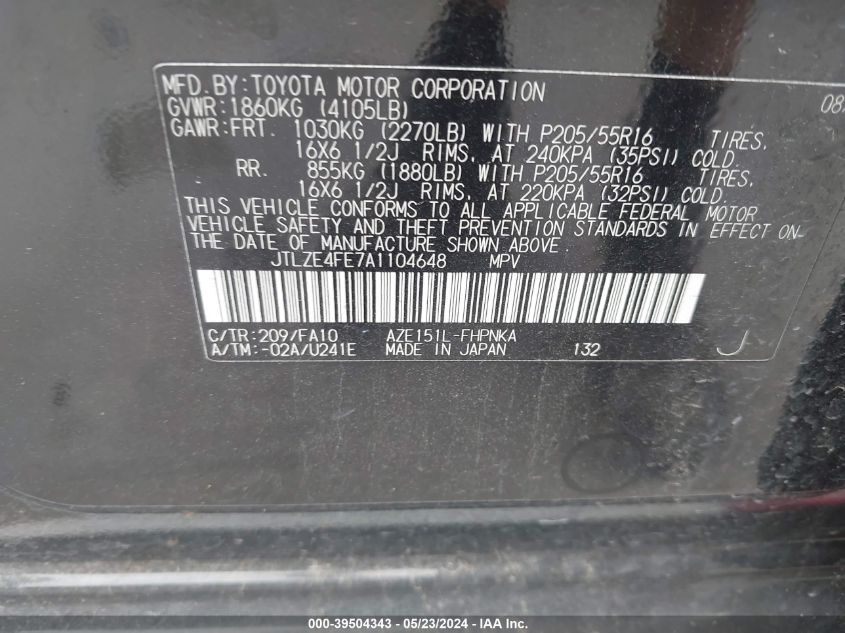 MFD.BY:TOYOTA MOTOR CORPORATION 08
GVWR:1860KG (4105LB)
GAWR:FRT. 1030KG (2270LB) WITH P205/55R16 TIRES,
16X6 1/2J RIMS, AT 240KPA (35PSI) COLD.
RR. 855KG (1880LB) WITH P205/55R16 TIRES,
16X6 1/2J RIMS, AT 220KPA (32PSI) COLD.
THIS VEHICLE CONFORMS TO ALL APPLICABLE FEDERAL MOTOR
VEHICLE SAFETY AND THEFT PREVENTION STANDARDS IN EFFECT ON
THE DATE OF MANUFACTURE SHOWN ABOVE.
JTLZE4FE7A1104648 MPV
C/TR:209/FA10 AZE151L-FHPNKA
A/TM:-02A/U241E MADE IN JAPAN 132 J
000-39504343 - 05/23/2024 - IAA Inc.